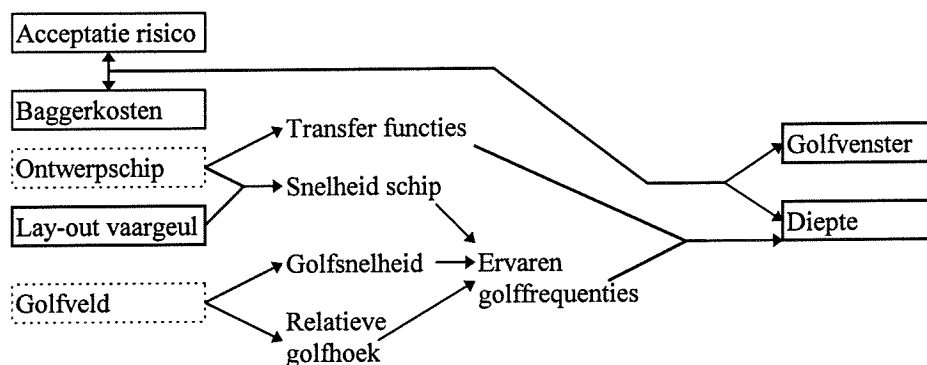 Acceptatie risico
Baggerkosten
Ontwerpschip
Lay-out vaargeul
Golfveld
Transfer functies
Snelheid schip
Golfsnelheid
Relatieve
golfhoek
Ervaren
golffrequenties
Golfvenster
Diepte